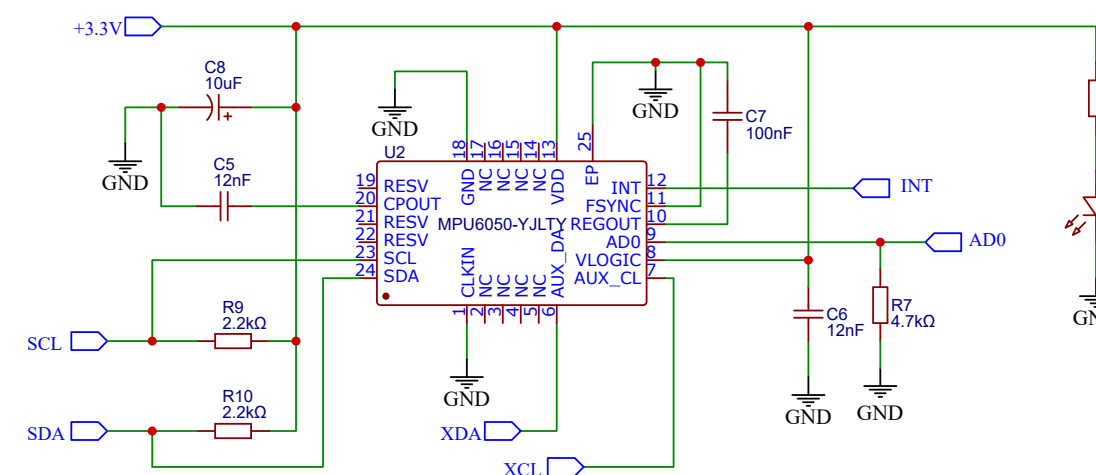 +3.3V
C8
10uF
+
GND
C5
12nF
GND
GND
C7
100nF
U2
18
17
16
15
14
13
25
GND
NC
NC
NC
NC
VDD
EP
19
RESV
20
CPOUT
21
RESV
22
RESV
23
SCL
24
SDA
MPU6050-YJLTY
INT
12
FSYNC
11
REGOUT
10
AD0
9
VLOGIC
8
AUX_CL
7
CLKIN
NC
NC
NC
NC
AUX_DA
1
2
3
4
5
6
INT
AD0
R9
2.2kΩ
SCL
R10
2.2kΩ
SDA
GND
XDA
XCL
C6
12nF
GND
R7
4.7kΩ
GND